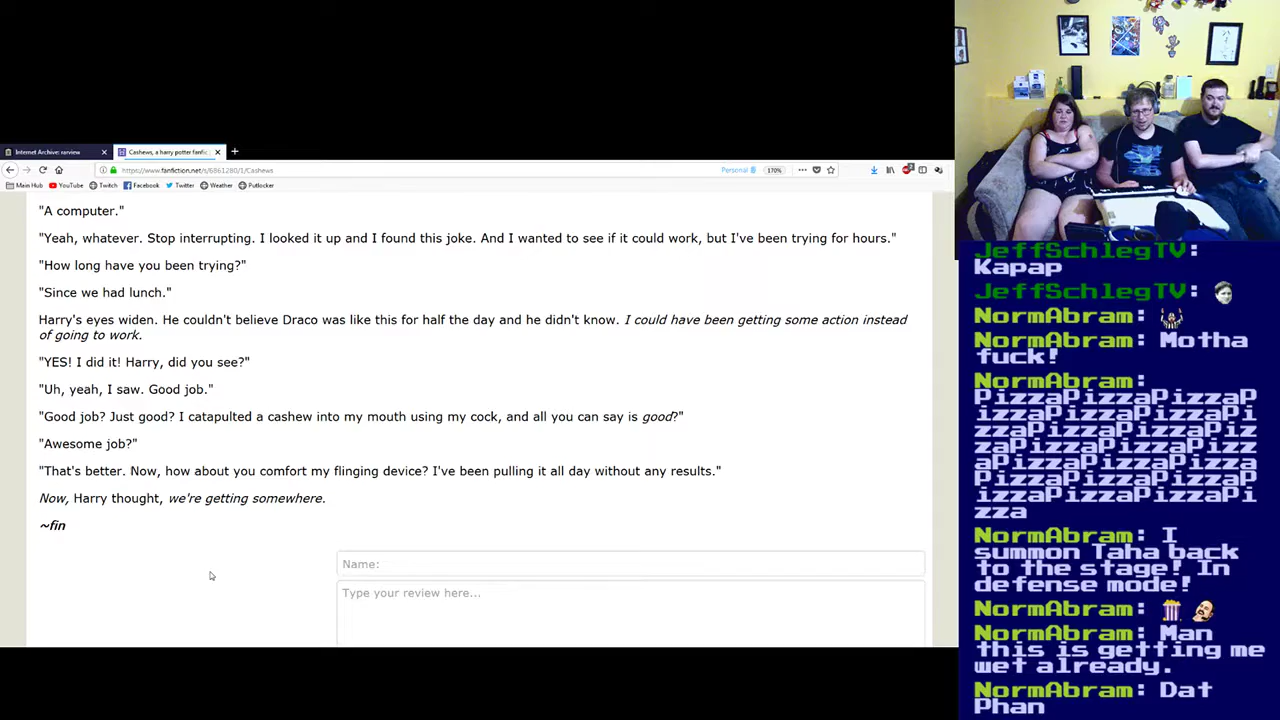 Internet Archive: rarview
Cashews, a harry potter fanfic
https://www.fanfiction.net/s/6861280/1/Cashews
Personal
170%
Main Hub
YouTube
Twitch
Facebook
Twitter
Weather
Putlocker
"A computer."
"Yeah, whatever. Stop interrupting. I looked it up and I found this joke. And I wanted to see if it could work, but I've been trying for hours."
"How long have you been trying?"
"Since we had lunch."
Harry's eyes widen. He couldn't believe Draco was like this for half the day and he didn't know. I could have been getting some action instead
of going to work.
"YES! I did it! Harry, did you see?"
"Uh, yeah, I saw. Good job."
"Good job? Just good? I catapulted a cashew into my mouth using my cock, and all you can say is good?"
"Awesome job?"
"That's better. Now, how about you comfort my flinging device? I've been pulling it all day without any results."
Now, Harry thought, we're getting somewhere.
~fin
Name:
Type your review here...
JeffSchlegTV:
Kapap
JeffSchlegTV:
NormAbram:
NormAbram: Motha
fuck!
NormAbram:
PizzaPizzaPizzaP
izzaPizzaPizzaPi
zzaPizzaPizzaPiz
zaPizzaPizzaPizz
aPizzaPizzaPizza
PizzaPizzaPizzaP
izzaPizzaPizzaPi
zza
NormAbram: I
summon Taha back
to the stage! In
defense mode!
NormAbram:
NormAbram: Man
this is getting me
wet already.
NormAbram: Dat
Phan